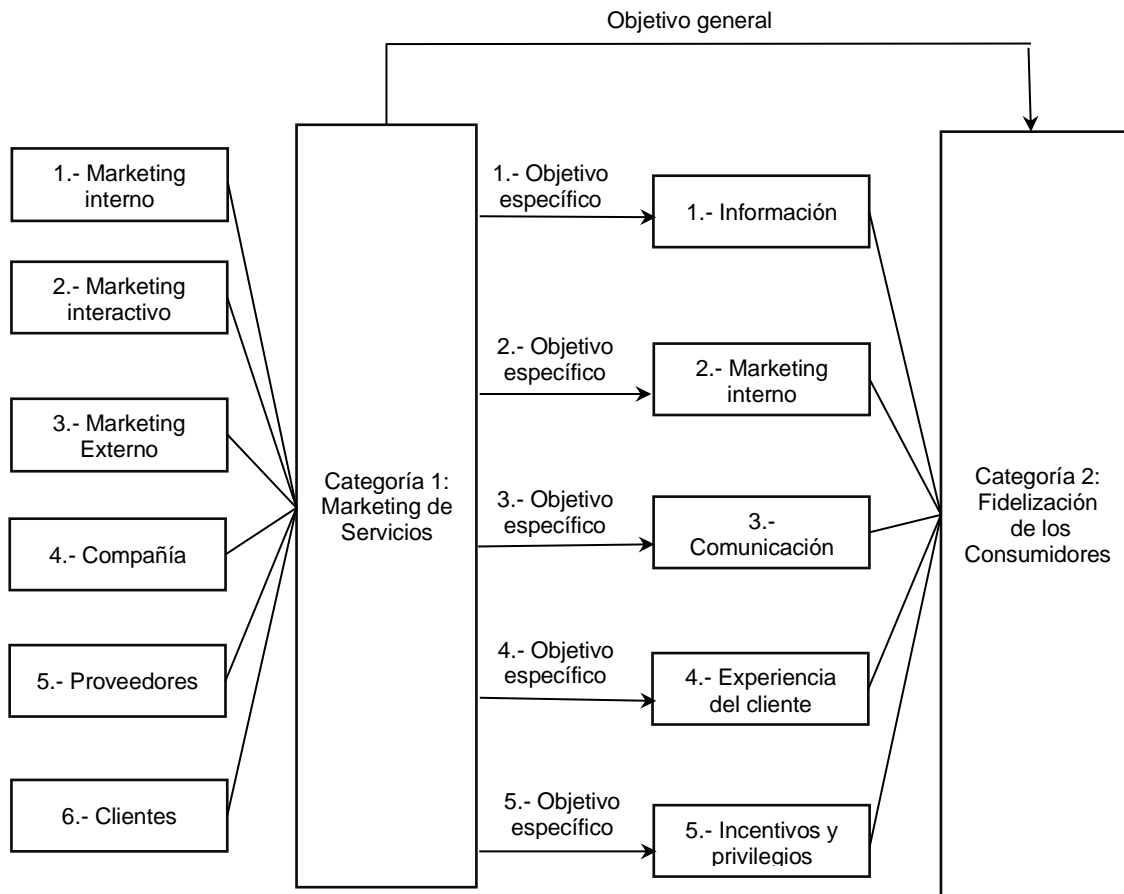 Objetivo general
1.- Marketing
interno
2.- Marketing
interactivo
3.- Marketing
Externo
4.- Compañía
5.- Proveedores
6.- Clientes
Categoría 1:
Marketing de
Servicios
1.- Objetivo
específico
2.- Objetivo
específico
3.- Objetivo
específico
4.- Objetivo
específico
5.- Objetivo
específico
1.- Información
2.- Marketing
interno
3.-
Comunicación
4.- Experiencia
del cliente
5.- Incentivos y
privilegios
Categoría 2:
Fidelización
de los
Consumidores